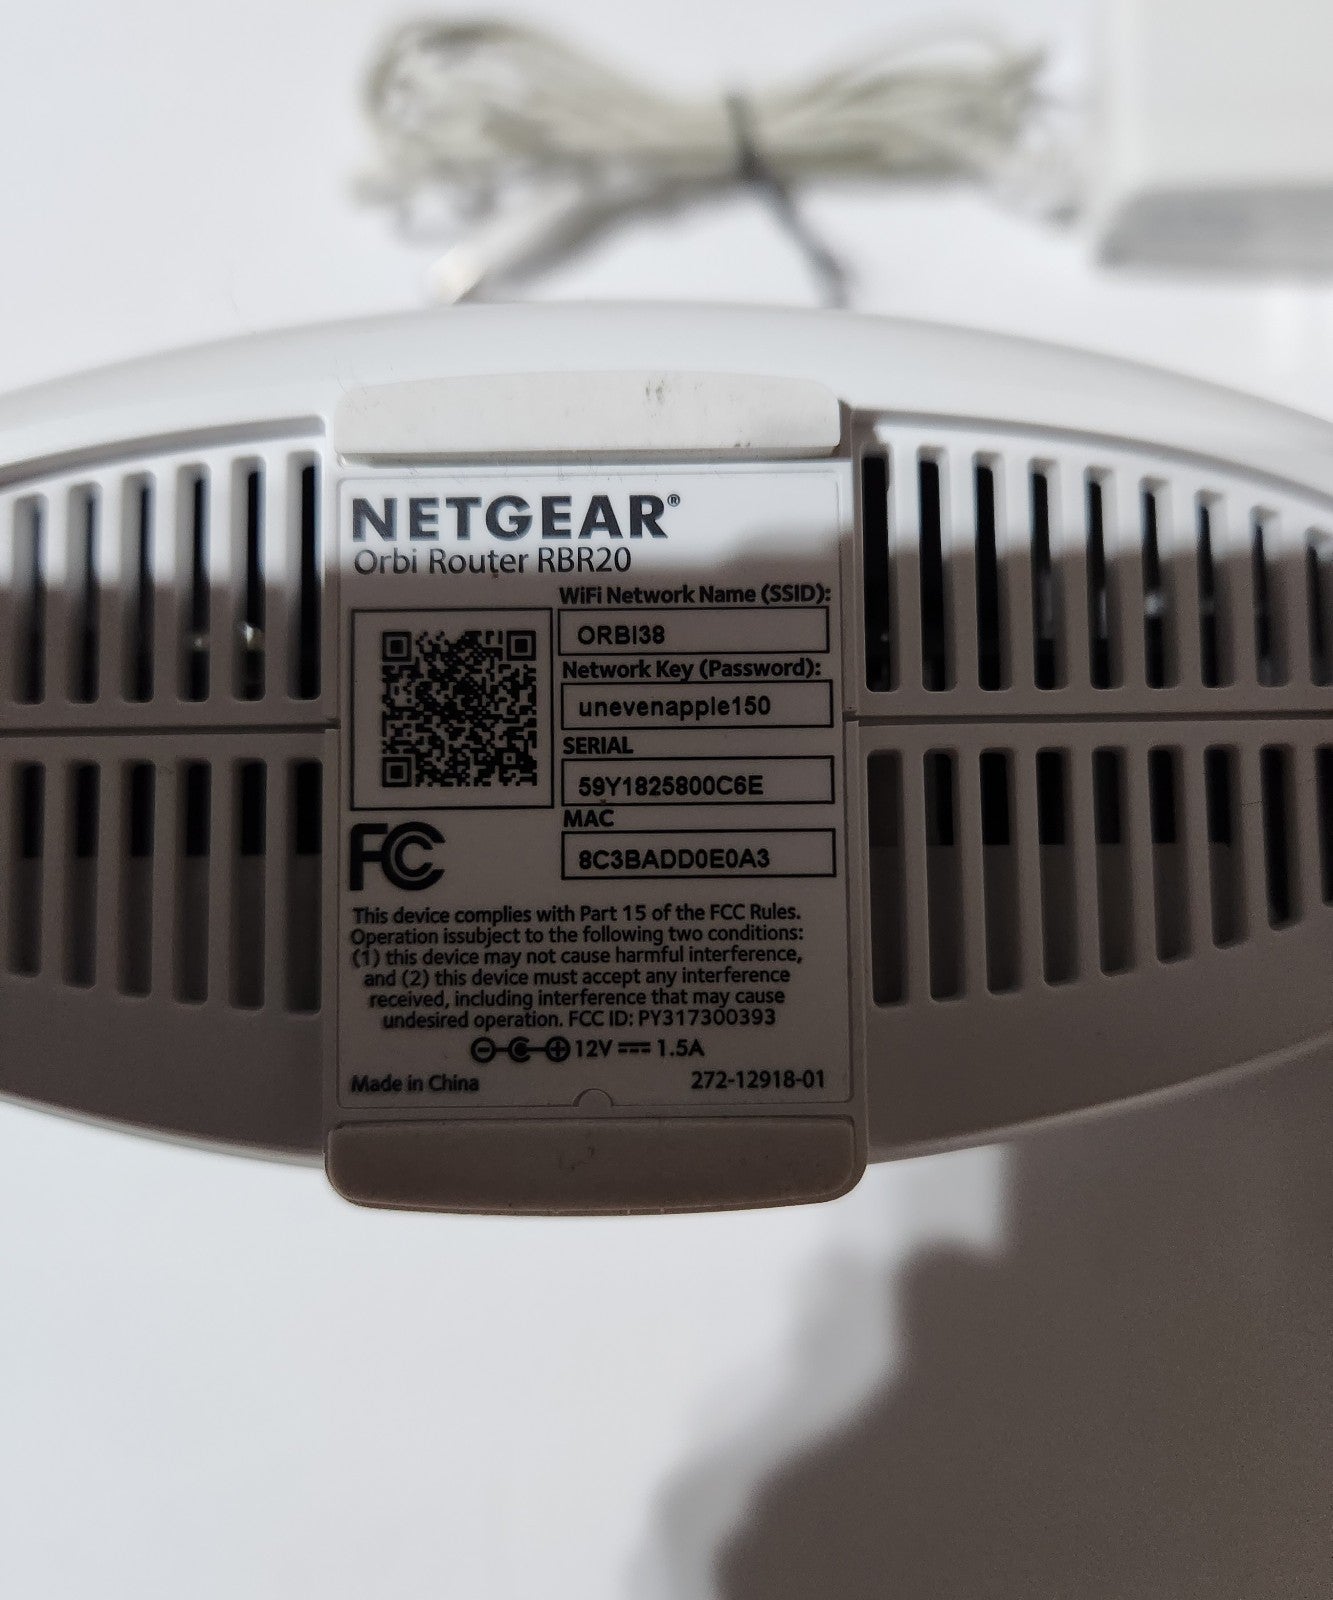 NETGEAR®
Orbi Router RBR20
WiFi Network Name (SSID):
ORBI38
Network Key (Password):
unevenapple150
SERIAL
59Y1825800C6E
MAC
8C3BADD0E0A3
FC
This device complies with Part 15 of the FCC Rules.
Operation issubject to the following two conditions:
(1) this device may not cause harmful interference,
and (2) this device must accept any interference
received, including interference that may cause
undesired operation. FCC ID: PY317300393
12V⎓1.5A
Made in China
272-12918-01